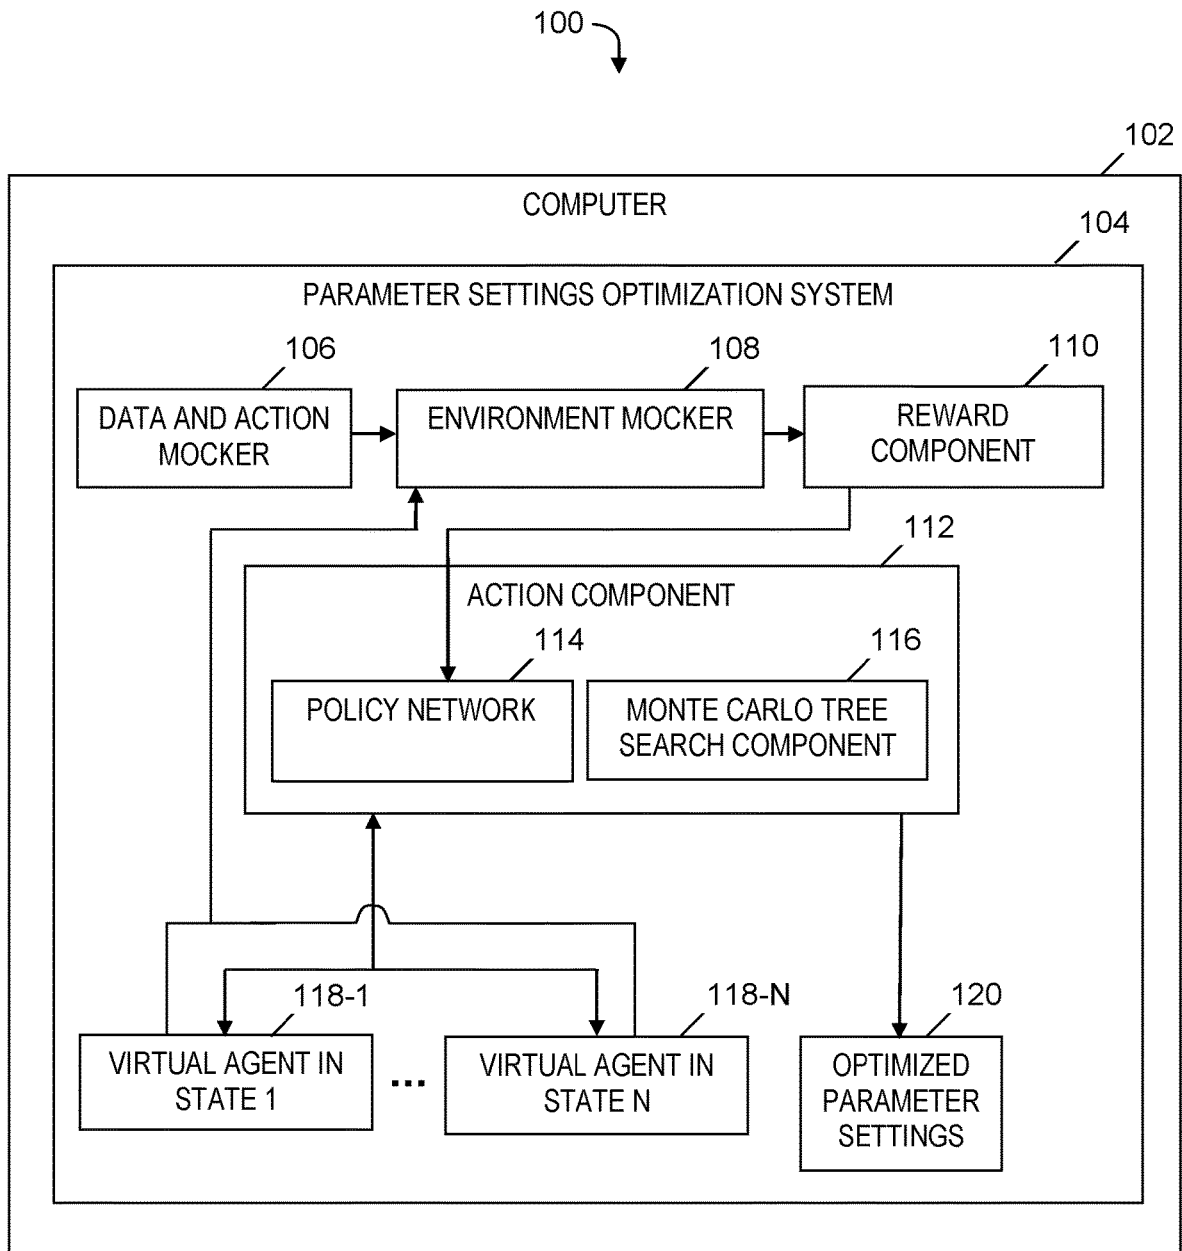 100
102
COMPUTER
104
PARAMETER SETTINGS OPTIMIZATION SYSTEM
106
108
110
DATA AND ACTION
MOCKER
ENVIRONMENT MOCKER
REWARD
COMPONENT
112
ACTION COMPONENT
114
116
POLICY NETWORK
MONTE CARLO TREE
SEARCH COMPONENT
118-1
118-N
120
VIRTUAL AGENT IN
STATE 1
...
VIRTUAL AGENT IN
STATE N
OPTIMIZED
PARAMETER
SETTINGS